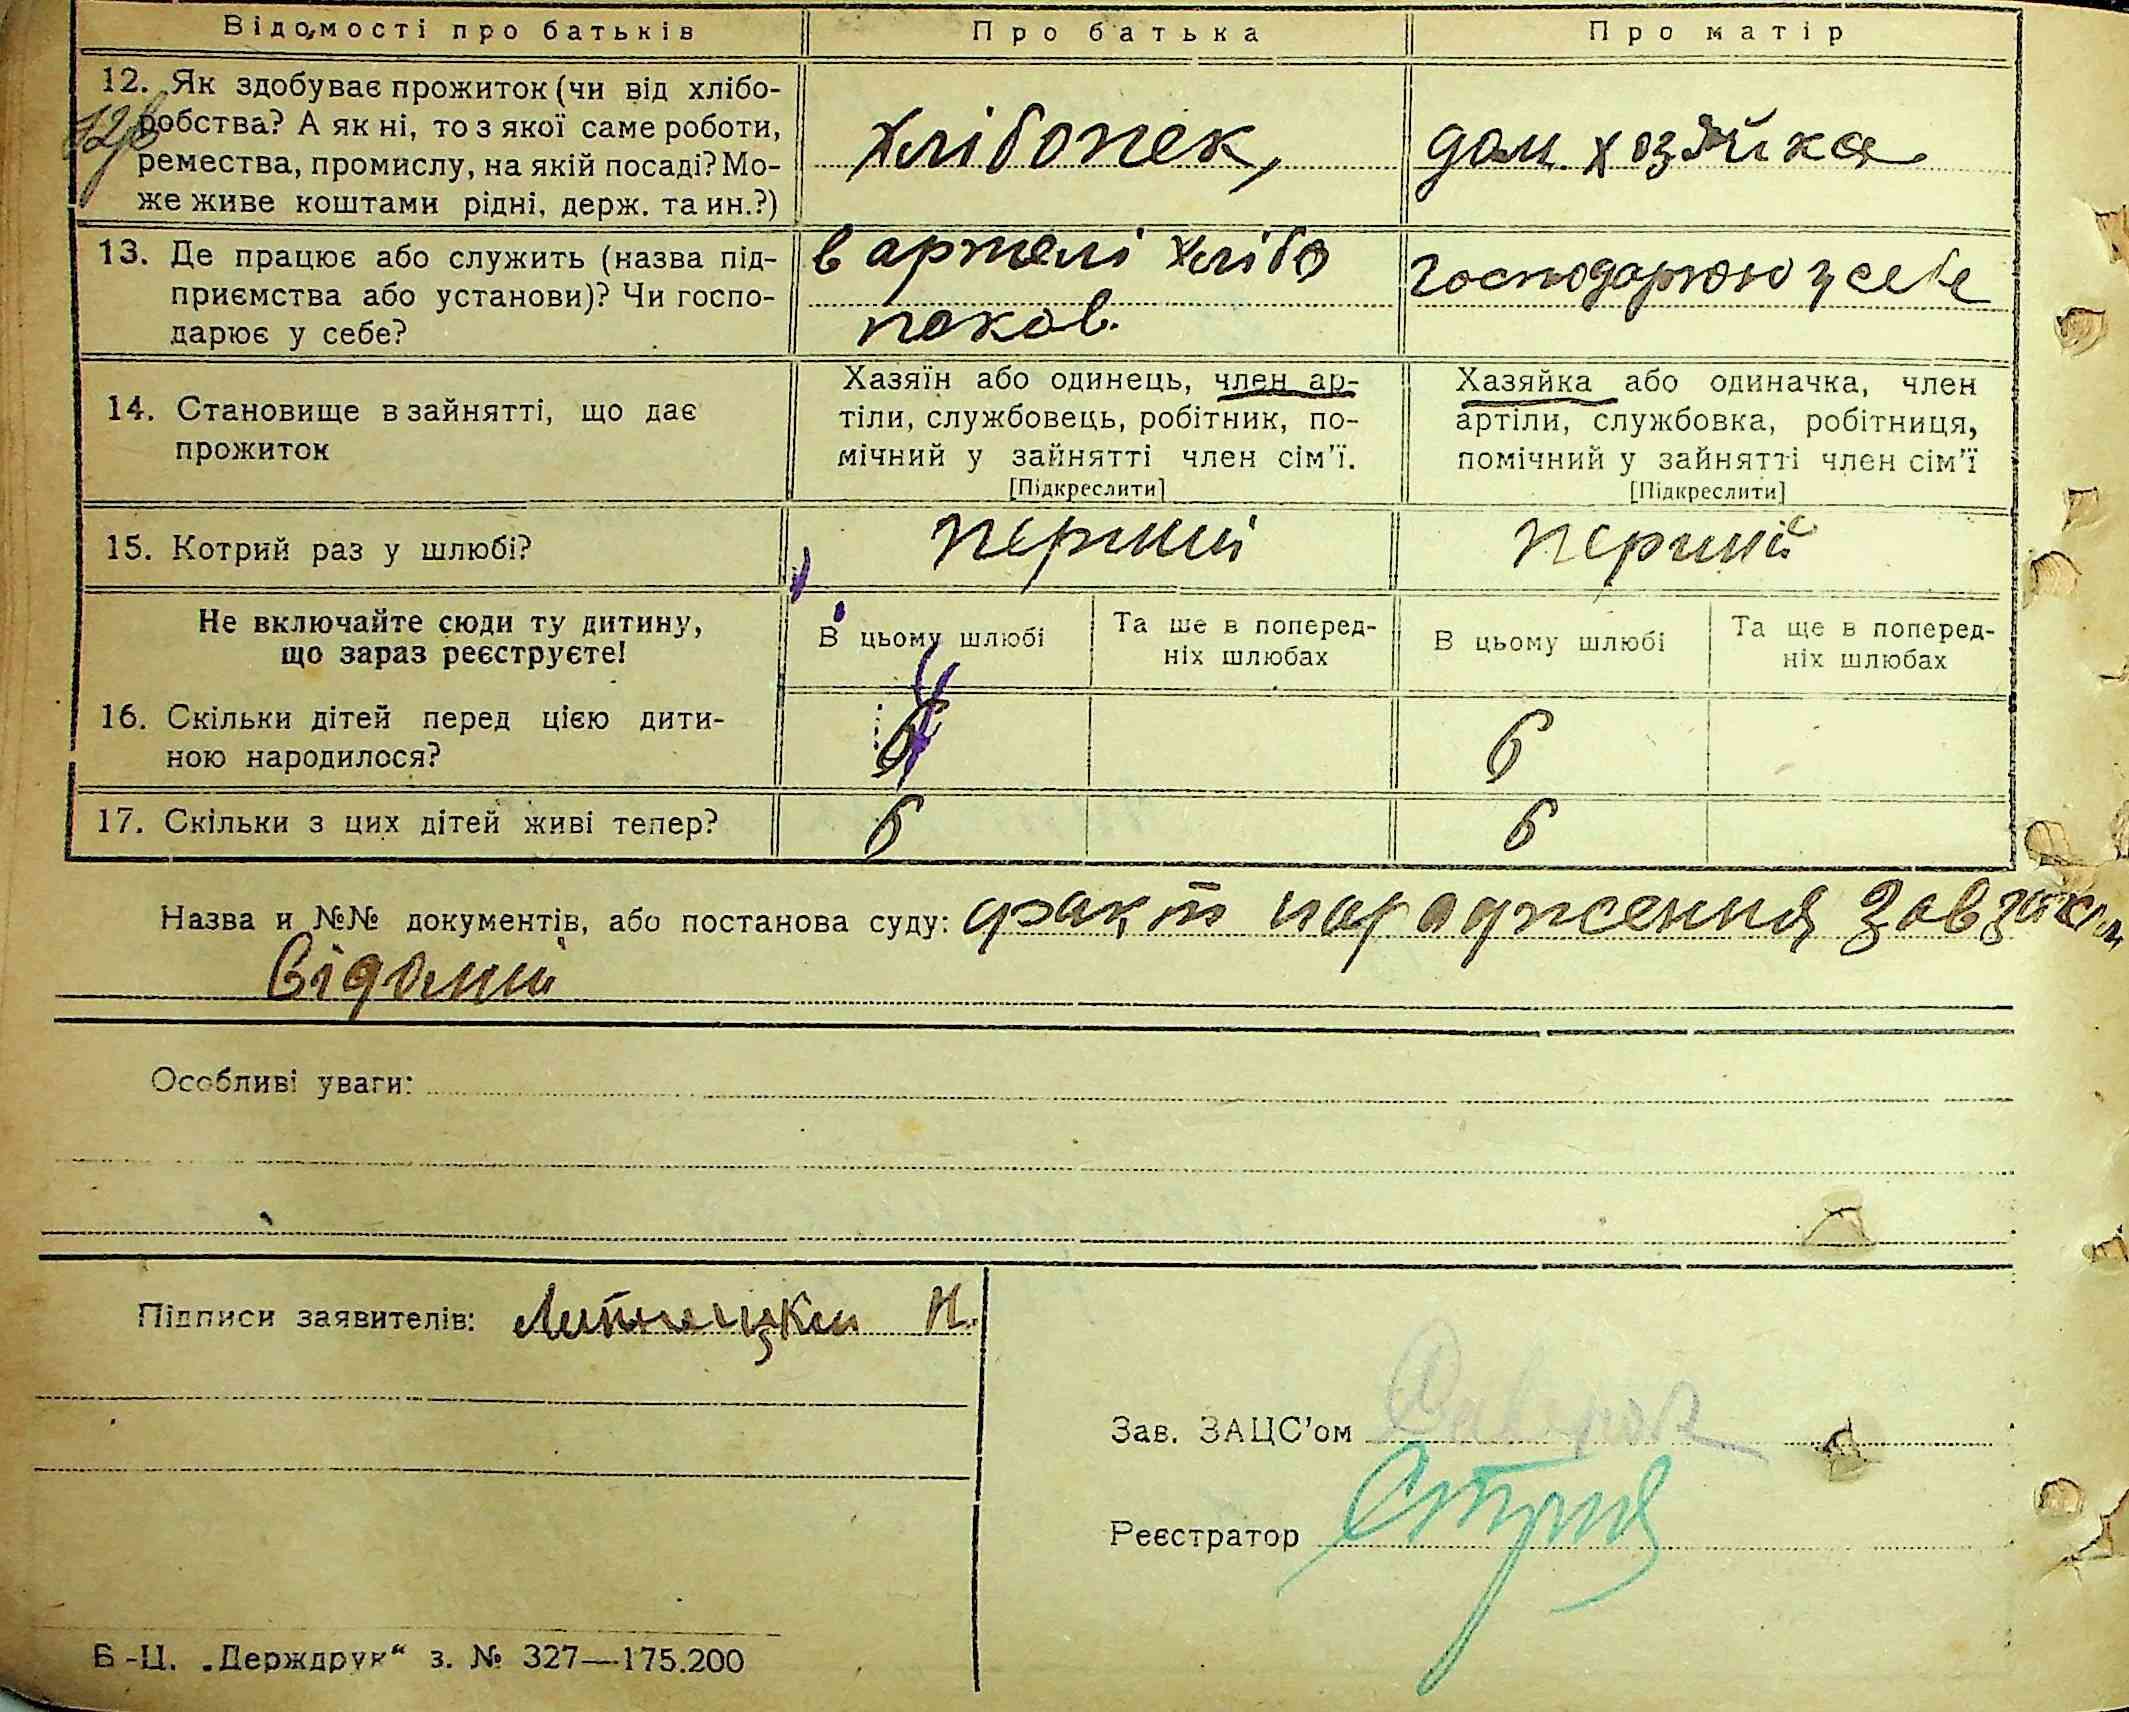 Відомості про батьків
Про батька
Про матір
12. Як здобуває прожиток (чи від хлібо-
робства? А як ні, то з якої саме роботи,
ремества, промислу, на якій посаді? Мо-
же живе коштами рідні, держ. та ин.?)
хлібопек,
дом. хозяйка
13. Де працює або служить (назва під-
приємства або установи)? Чи госпо-
дарює у себе?
в артелі хлібо
пеков.
господарюю у себе
14. Становище в зайнятті, що дає
прожиток
Хазяїн або одинець, член ар-
тіли, службовець, робітник, по-
мічний у зайнятті член сім'ї.
[Підкреслити]
Хазяйка або одиначка, член
артіли, службовка, робітниця,
помічний у зайнятті член сім'ї
[Підкреслити]
15. Котрий раз у шлюбі?
перший
перший
Не включайте сюди ту дитину,
що зараз реєструєте!
В цьому шлюбі
Та ще в поперед-
ніх шлюбах
В цьому шлюбі
Та ще в поперед-
ніх шлюбах
16. Скільки дітей перед цією дити-
ною народилося?
6
6
17. Скільки з цих дітей живі тепер?
6
6
Назва и №№ документів, або постанова суду: факт народження Завзагсом
відомий
Особливі уваги:
Підписи заявителів:
Зав. ЗАЦС'ом
Реєстратор
Б-Ц. „Держдрук“ з. № 327—175.200